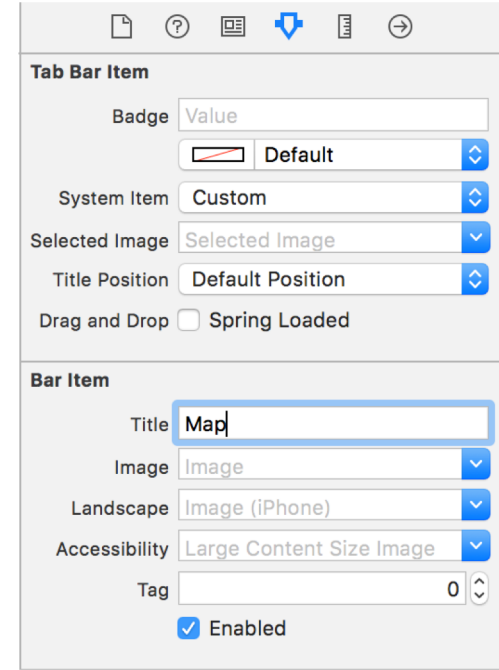 Tab Bar Item
Badge Value
Default
System Item Custom
Selected Image Selected Image
Title Position Default Position
Drag and Drop Spring Loaded
Bar Item
Title Map
Image Image
Landscape Image (iPhone)
Accessibility Large Content Size Image
Tag 0
Enabled